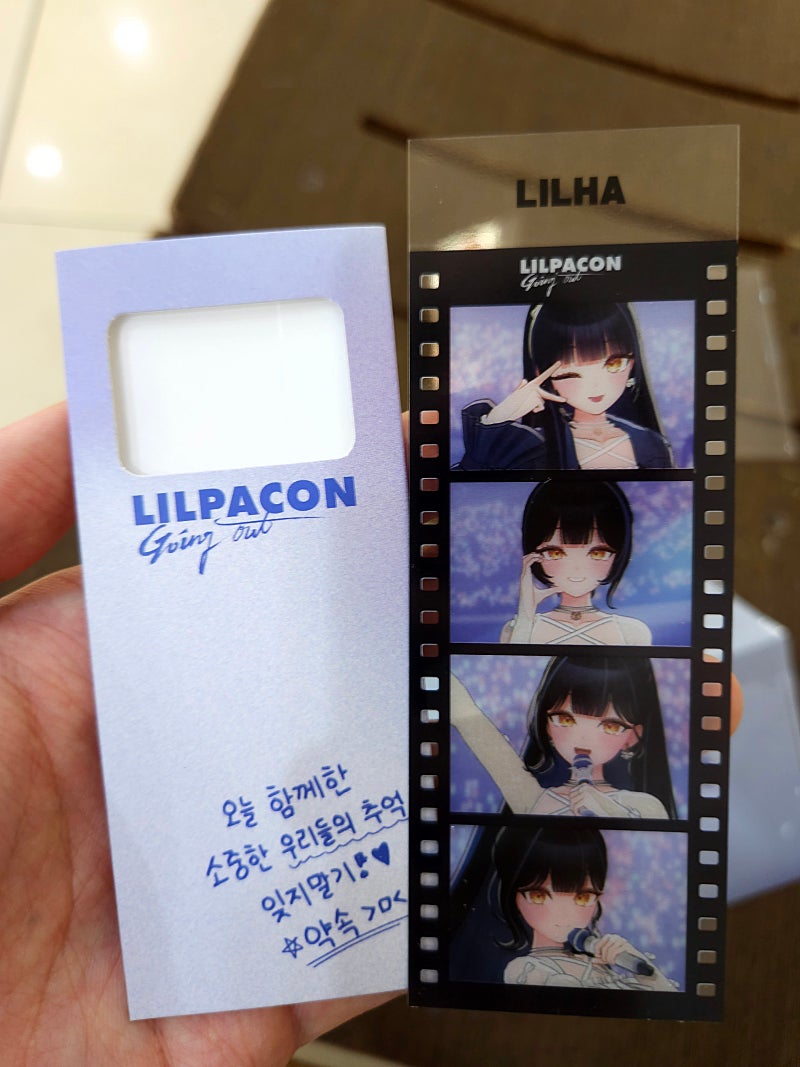 LILPACON
Going out
오늘 함께한
소중한 우리들의 추억
잊지말기!♥
☆약속 >ㅁ<
LILHA
LILPACON
Going out